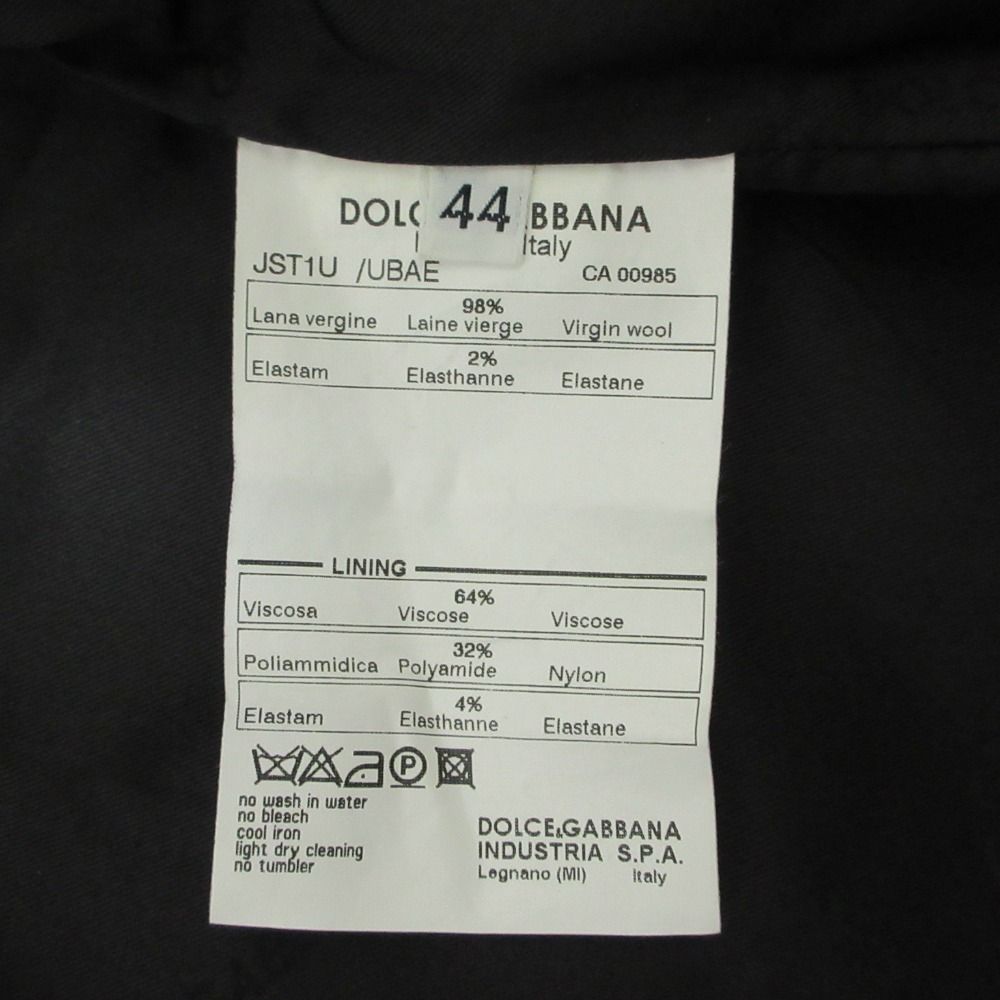 44
DOLC BBANA
Italy
JST1U /UBAE CA 00985
98%
Lana vergine Laine vierge Virgin wool
2%
Elastam Elasthanne Elastane
LINING
64%
Viscosa Viscose Viscose
32%
Poliammidica Polyamide Nylon
4%
Elastam Elasthanne Elastane
P
no wash in water
no bleach
cool iron
light dry cleaning
no tumbler
DOLCE&GABBANA
INDUSTRIA S.P.A.
Legnano (MI) Italy